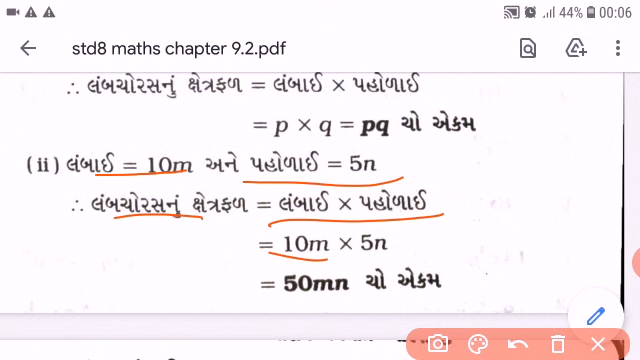 44% 00:06
std8 maths chapter 9.2.pdf
∴ લંબચોરસનું ક્ષેત્રફળ = લંબાઈ × પહોળાઈ
= p × q = pq ચો એકમ
(ii) લંબાઈ = 10m અને પહોળાઈ = 5n
∴ લંબચોરસનું ક્ષેત્રફળ = લંબાઈ × પહોળાઈ
= 10m × 5n
= 50mn ચો એકમ